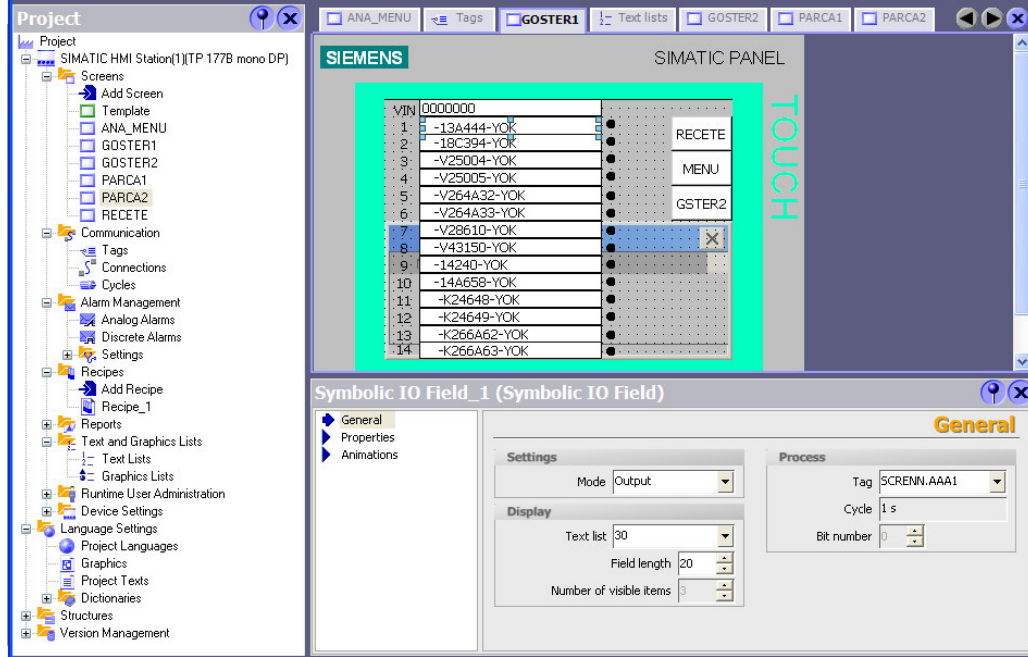 Project
Project
SIMATIC HMI Station(1)(TP 177B mono DP)
Screens
Add Screen
Template
ANA_MENU
GOSTER1
GOSTER2
PARCA1
PARCA2
RECETE
Communication
Tags
Connections
Cycles
Alarm Management
Analog Alarms
Discrete Alarms
Settings
Recipes
Add Recipe
Recipe_1
Reports
Text and Graphics Lists
Text Lists
Graphics Lists
Runtime User Administration
Device Settings
Language Settings
Project Languages
Graphics
Project Texts
Dictionaries
Structures
Version Management
ANA_MENU Tags GOSTER1 Text lists GOSTER2 PARCA1 PARCA2
SIEMENS SIMATIC PANEL
TOUCH
VIN 0000000
1 -13A444-YOK
2 -18C394-YOK
3 -V25004-YOK
4 -V25005-YOK
5 -V264A32-YOK
6 -V264A33-YOK
7 -V28610-YOK
8 -V43150-YOK
9 -14240-YOK
10 -14A658-YOK
11 -K24648-YOK
12 -K24649-YOK
13 -K266A62-YOK
14 -K266A63-YOK
RECETE
MENU
GSTER2
Symbolic IO Field_1 (Symbolic IO Field)
General
Properties
Animations
General
Settings
Mode Output
Display
Text list 30
Field length 20
Number of visible items 3
Process
Tag SCRENN.AAA1
Cycle 1 s
Bit number 0